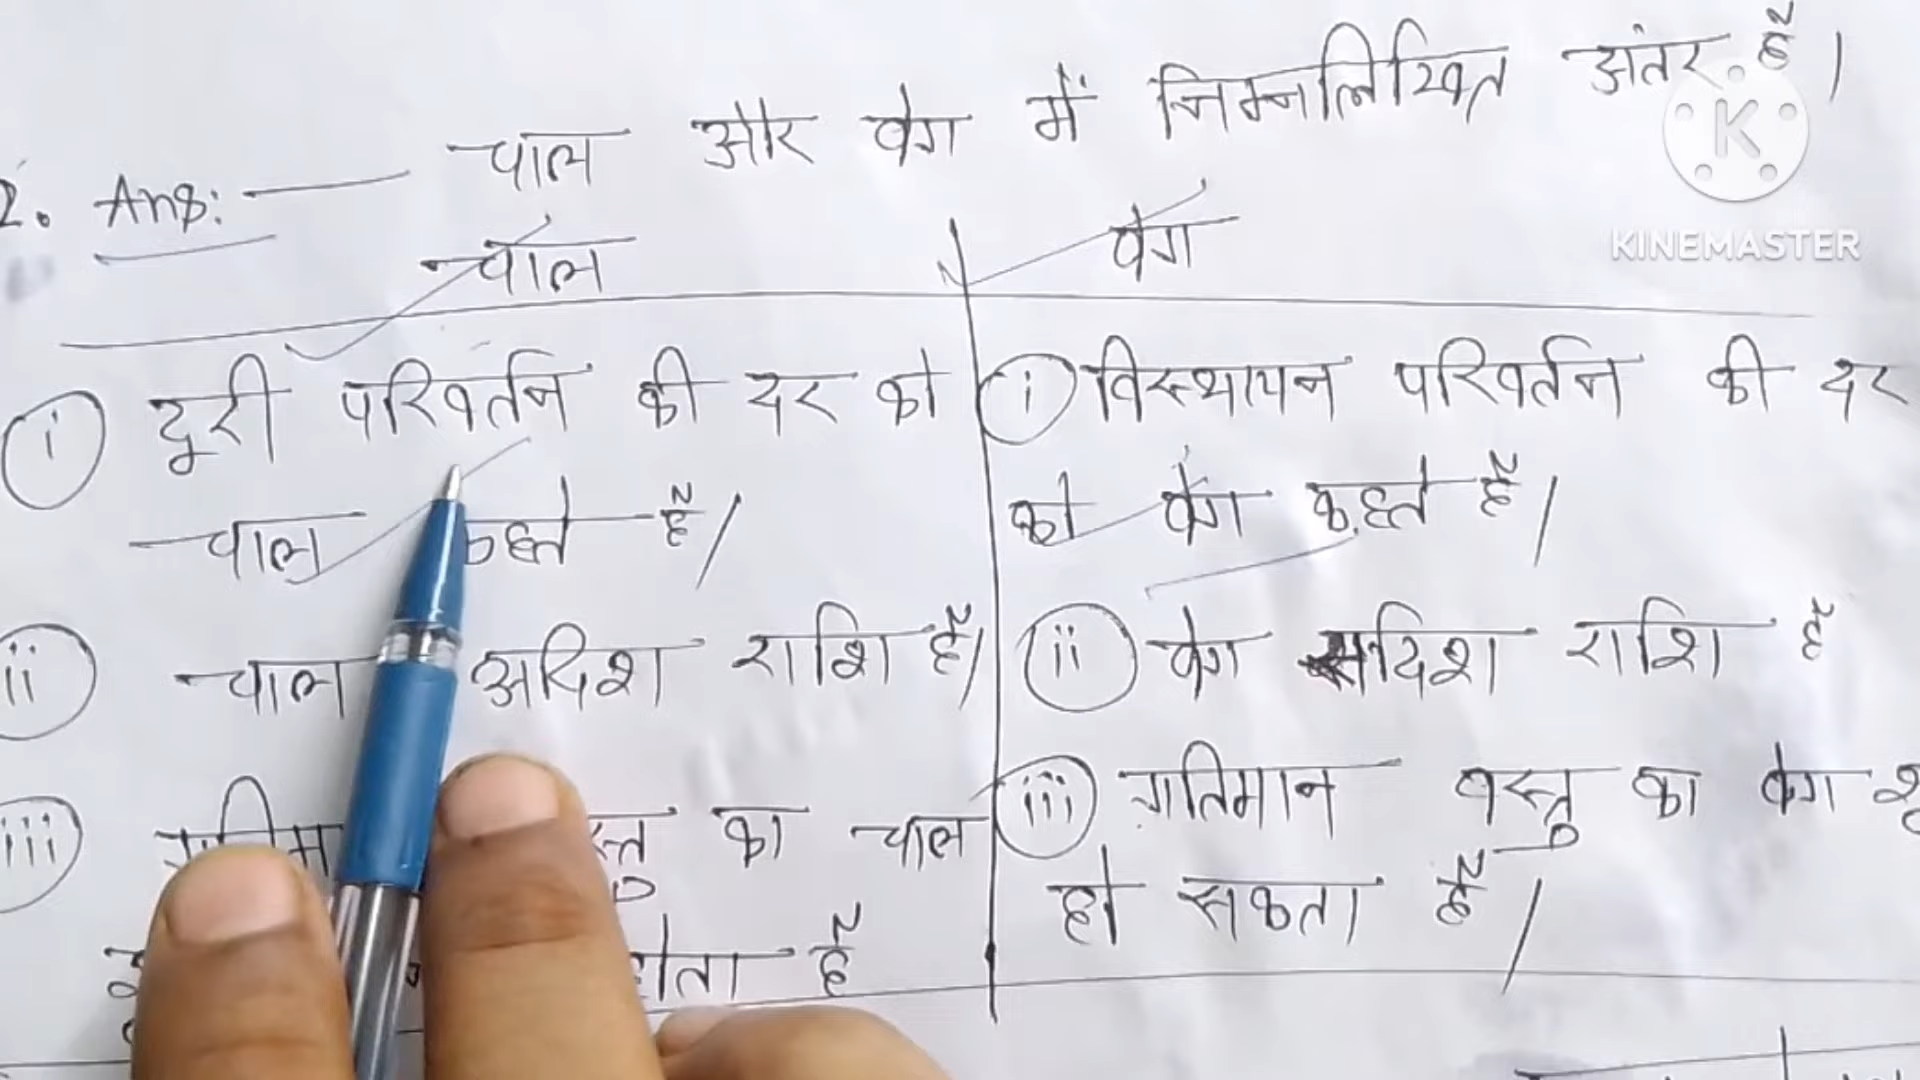 2. Ans: — चाल और वेग में निम्नलिखित अंतर हैं।
चाल
वेग
i दूरी परिवर्तन की दर को
चाल कहते हैं।
ii चाल अदिश राशि हैं।
iii का चाल
होता हैं
i विस्थापन परिवर्तन की दर
को वेग कहते हैं।
ii वेग सदिश राशि हैं
iii गतिमान वस्तु का वेग
हो सकता हैं।
K
KINEMASTER